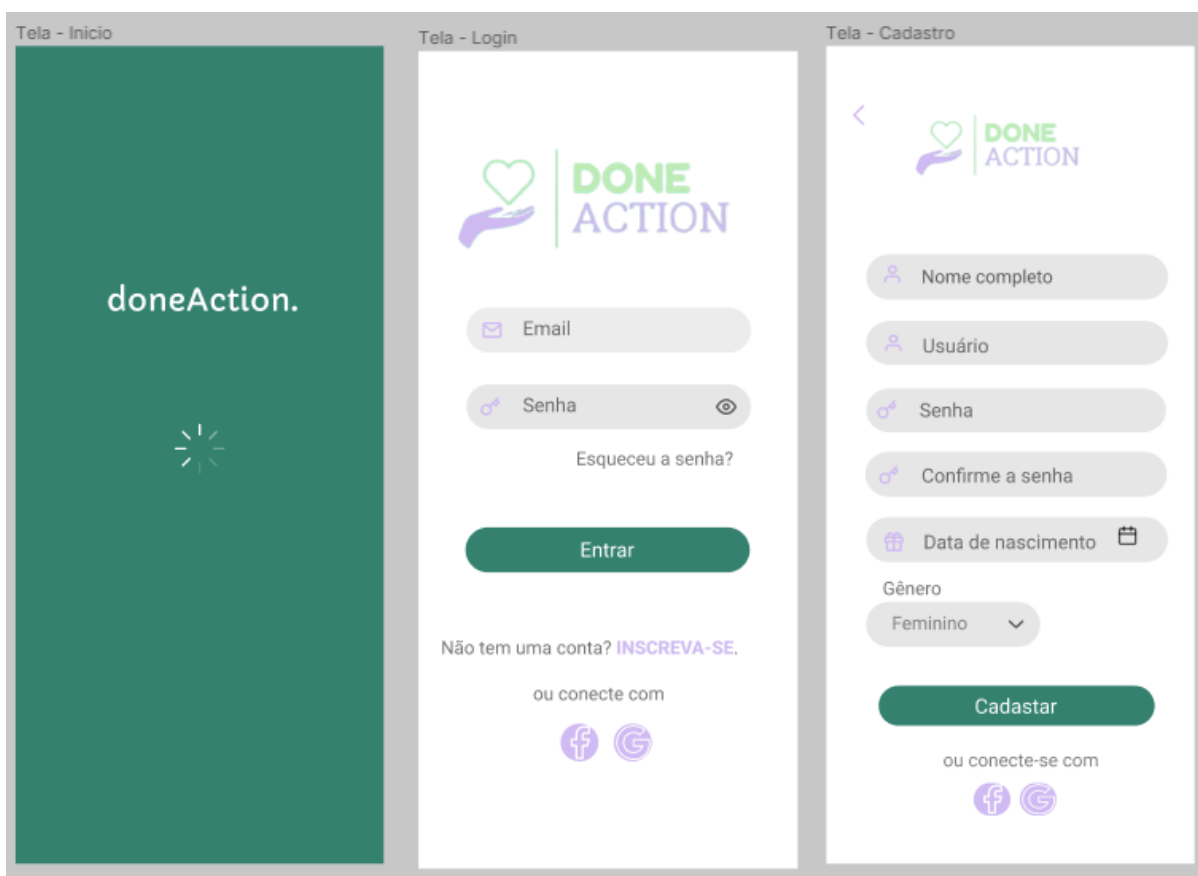 Tela - Inicio
doneAction.
Tela - Login
DONE
ACTION
Email
Senha
Esqueceu a senha?
Entrar
Não tem uma conta? INSCREVA-SE.
ou conecte com
f G
Tela - Cadastro
DONE
ACTION
Nome completo
Usuário
Senha
Confirme a senha
Data de nascimento
Gênero
Feminino
Cadastar
ou conecte-se com
f G